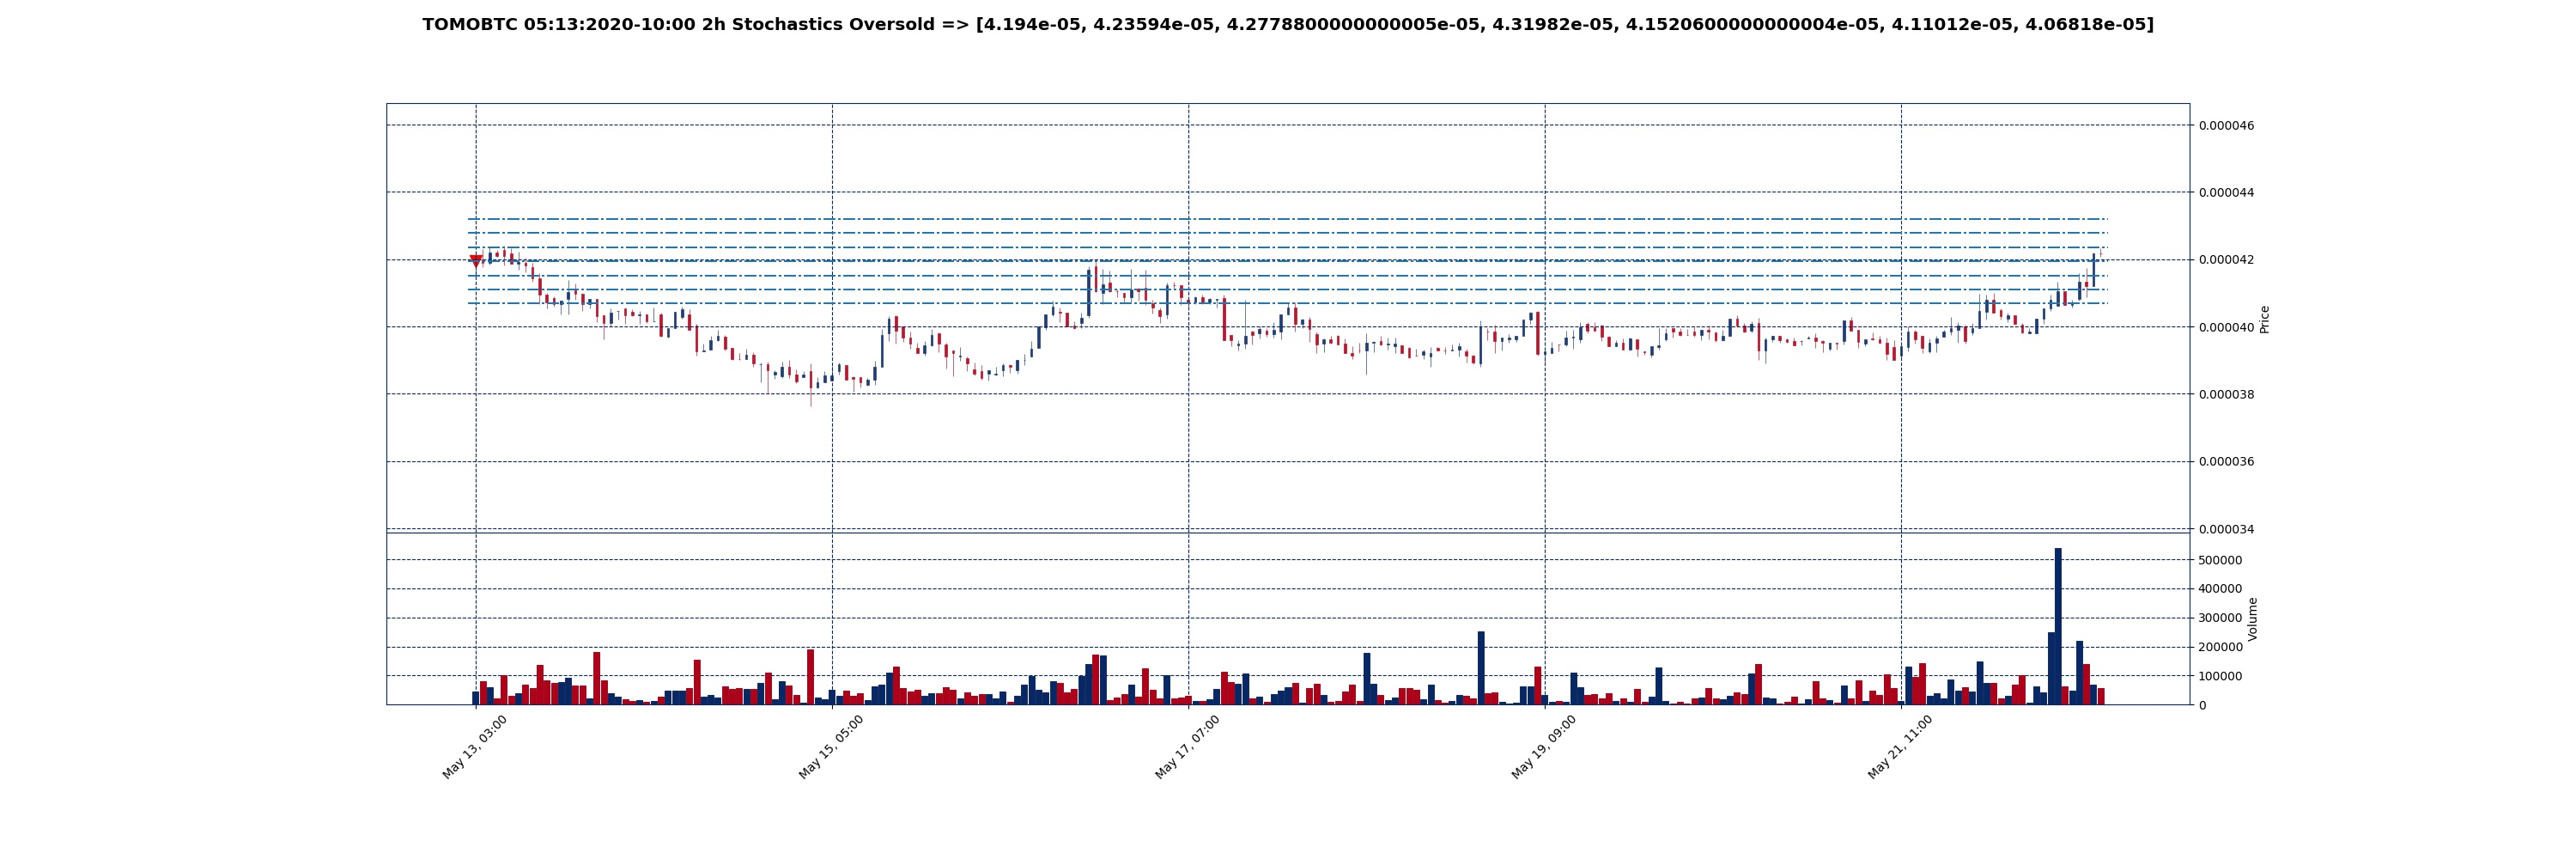 TOMOBTC 05:13:2020-10:00 2h Stochastics Oversold => [4.194e-05, 4.23594e-05, 4.2778800000000005e-05, 4.31982e-05, 4.1520600000000004e-05, 4.11012e-05, 4.06818e-05]
0.000046
0.000044
0.000042
0.000040
0.000038
0.000036
0.000034
Price
500000
400000
300000
200000
100000
0
Volume
May 13, 03:00
May 15, 05:00
May 17, 07:00
May 19, 09:00
May 21, 11:00